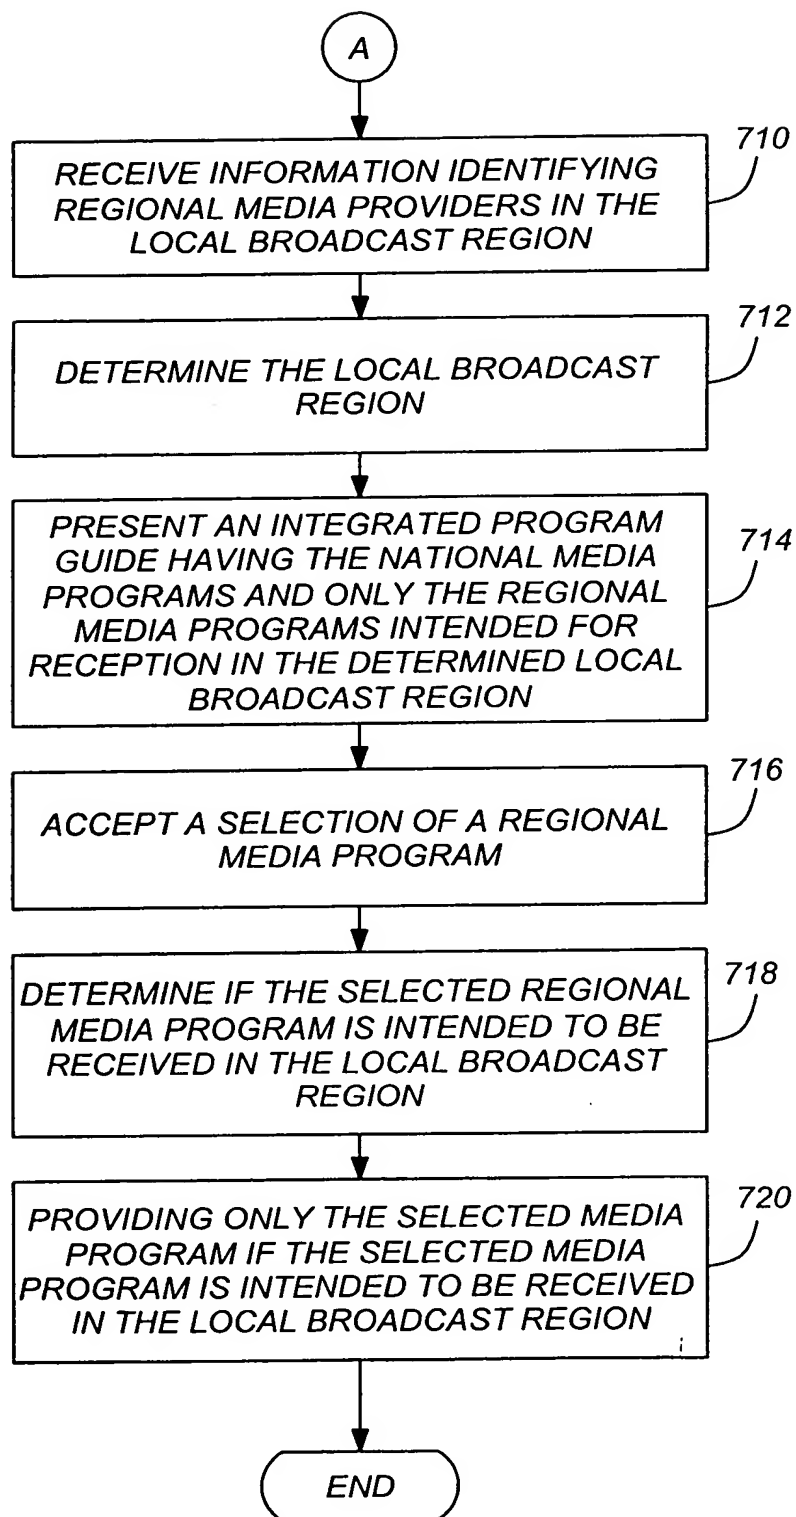 A
710
RECEIVE INFORMATION IDENTIFYING
REGIONAL MEDIA PROVIDERS IN THE
LOCAL BROADCAST REGION
712
DETERMINE THE LOCAL BROADCAST
REGION
714
PRESENT AN INTEGRATED PROGRAM
GUIDE HAVING THE NATIONAL MEDIA
PROGRAMS AND ONLY THE REGIONAL
MEDIA PROGRAMS INTENDED FOR
RECEPTION IN THE DETERMINED LOCAL
BROADCAST REGION
716
ACCEPT A SELECTION OF A REGIONAL
MEDIA PROGRAM
718
DETERMINE IF THE SELECTED REGIONAL
MEDIA PROGRAM IS INTENDED TO BE
RECEIVED IN THE LOCAL BROADCAST
REGION
720
PROVIDING ONLY THE SELECTED MEDIA
PROGRAM IF THE SELECTED MEDIA
PROGRAM IS INTENDED TO BE RECEIVED
IN THE LOCAL BROADCAST REGION
END